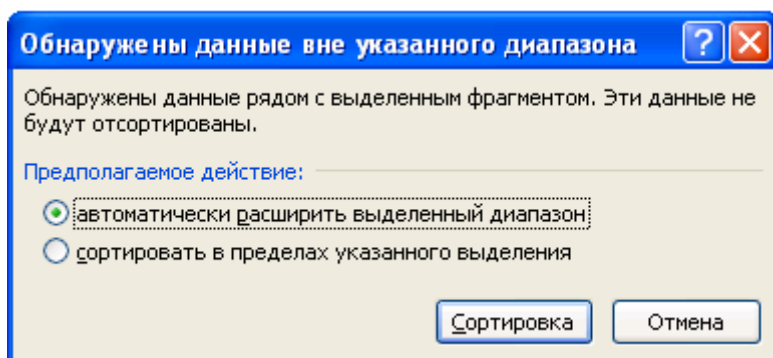 Обнаружены данные вне указанного диапазона
Обнаружены данные рядом с выделенным фрагментом. Эти данные не
будут отсортированы.
Предполагаемое действие:
автоматически расширить выделенный диапазон
сортировать в пределах указанного выделения
Сортировка Отмена